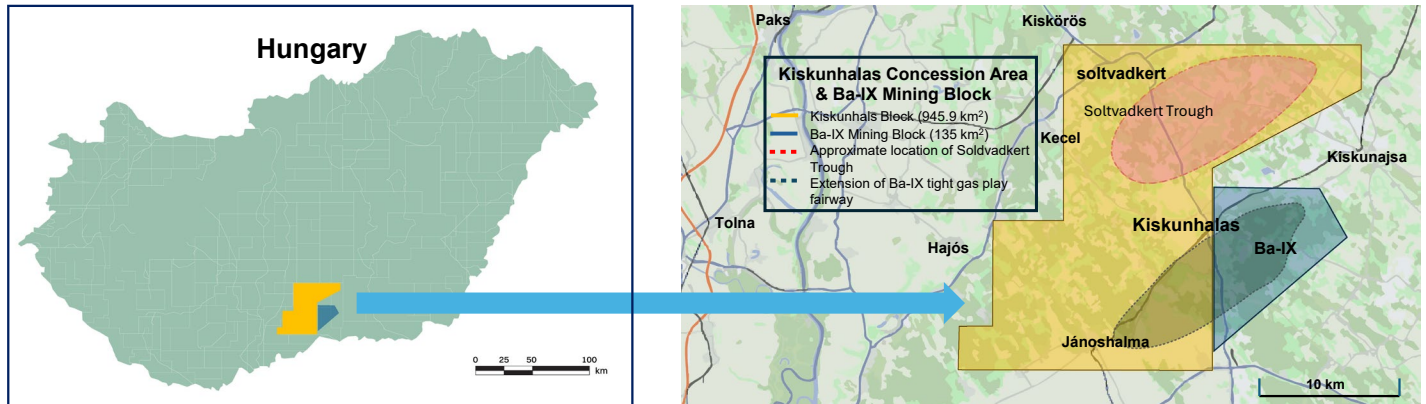 Hungary
0 25 50 100
km
Paks
Kiskörös
Kiskunhalas Concession Area
& Ba-IX Mining Block
Kiskunhals Block (945.9 km²)
Ba-IX Mining Block (135 km²)
Approximate location of Soldvadkert
Trough
Extension of Ba-IX tight gas play
fairway
soltvadkert
Soltvadkert Trough
Kecel
Kiskunajsa
Tolna
Hajós
Kiskunhalas
Ba-IX
Jánoshalma
10 km